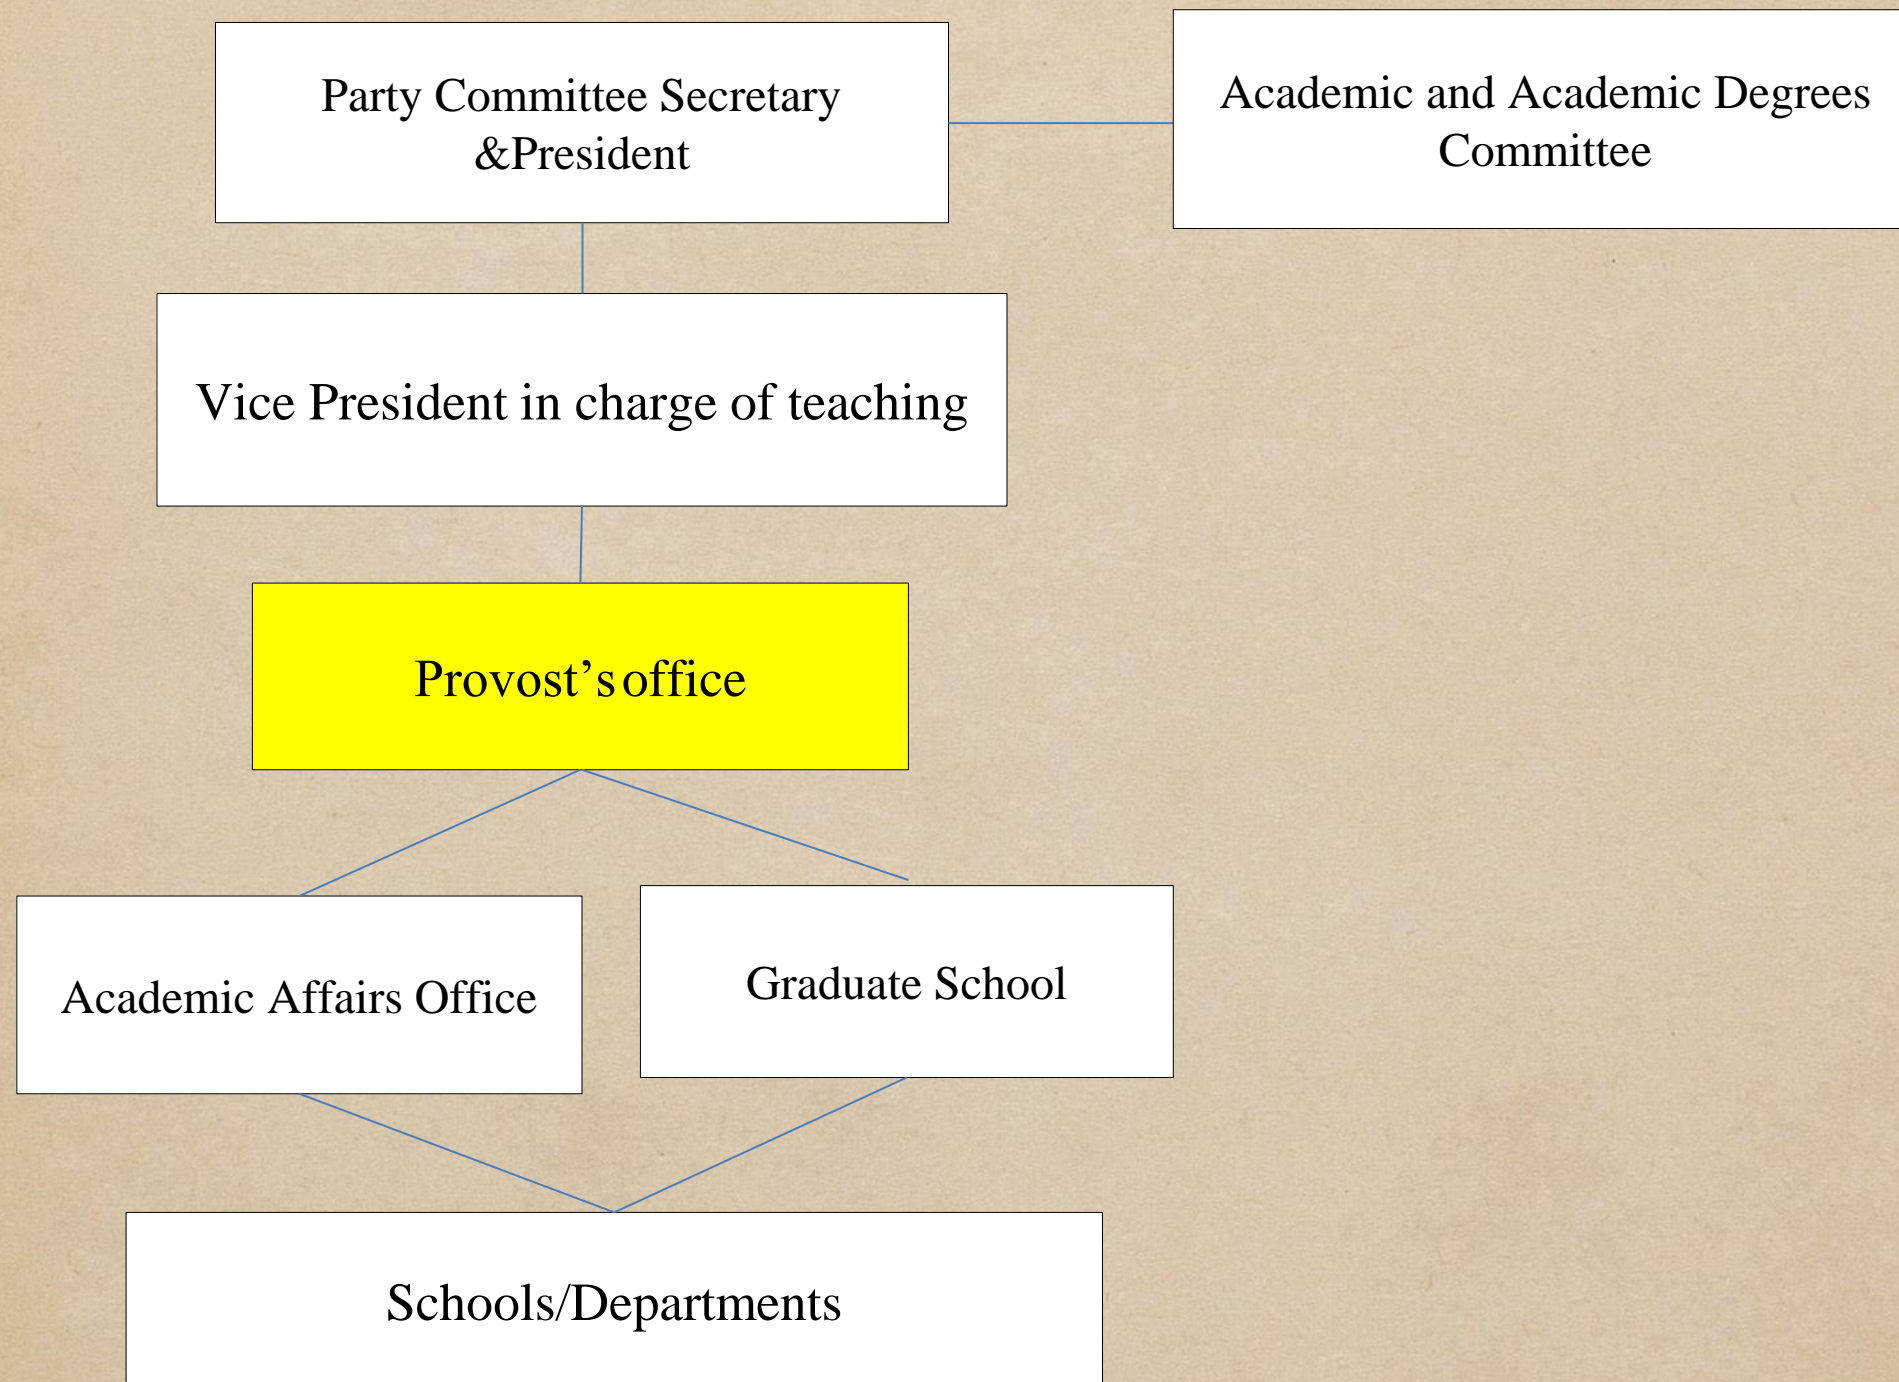 Party Committee Secretary
&President
Academic and Academic Degrees
Committee
Vice President in charge of teaching
Provost’s office
Academic Affairs Office
Graduate School
Schools/Departments